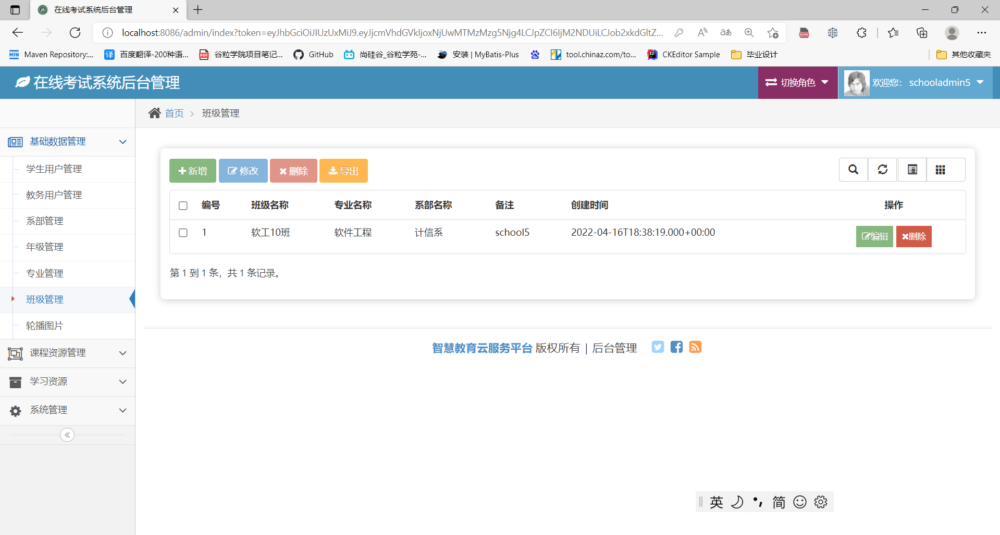 在线考试系统后台管理
localhost:8086/admin/index?token=eyJhbGciOiJIUzUxMiJ9.eyJjcmVhdGVkIjoxNjUwMTMzMzg5Njg4LCJpZCI6IjM2NDUiLCJob2xkdGltZ...
Maven Repository:... 百度翻译-200种语... 谷粒学院项目笔记... GitHub 尚硅谷_谷粒学苑-... 安装 | MyBatis-Plus tool.chinaz.com/to... CKEditor Sample 毕业设计 其他收藏夹
在线考试系统后台管理 切换角色 欢迎您: schooladmin5
首页 班级管理
基础数据管理
学生用户管理
教务用户管理
系部管理
年级管理
专业管理
班级管理
轮播图片
课程资源管理
学习资源
系统管理
新增 修改 删除 导出
编号 班级名称 专业名称 系部名称 备注 创建时间 操作
1 软工10班 软件工程 计信系 school5 2022-04-16T18:38:19.000+00:00 编辑 删除
第 1 到 1 条，共 1 条记录。
智慧教育云服务平台 版权所有 | 后台管理
英 简